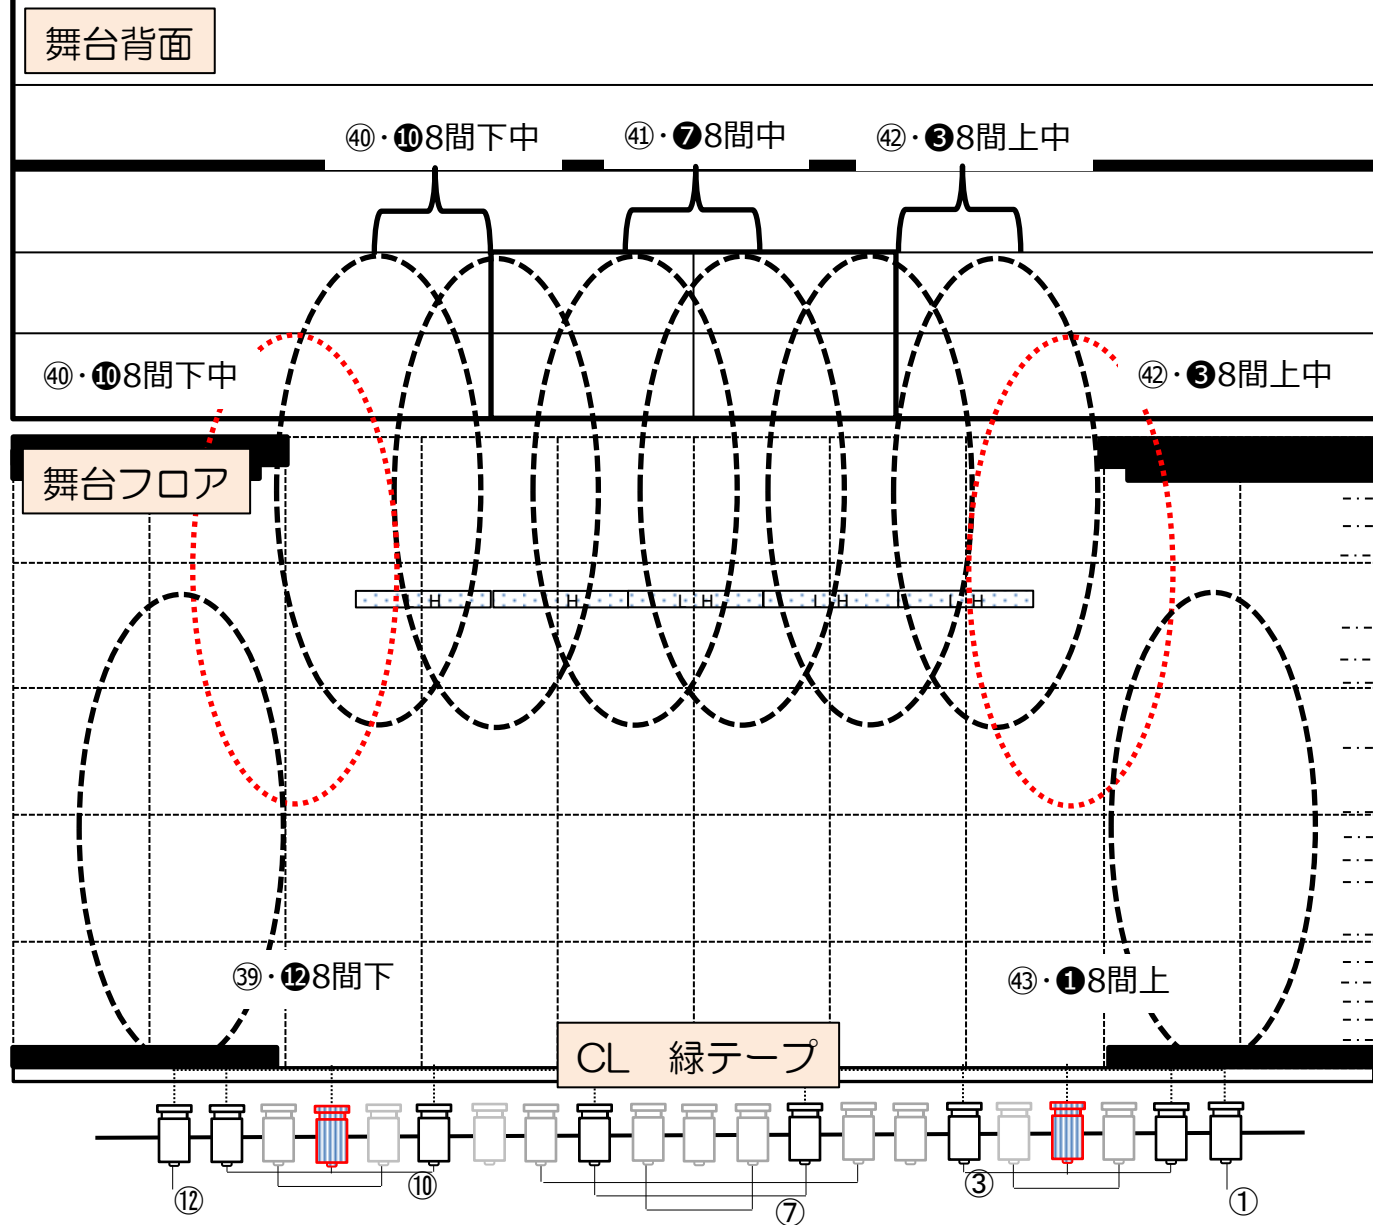 舞台背面
㊵・❿8間下中
㊶・❼8間中
㊷・❸8間上中
㊵・❿8間下中
㊷・❸8間上中
舞台フロア
H
H
L H
L H
L H
㊴・⓬8間下
㊸・❶8間上
CL 緑テープ
⑫
⑩
⑦
③
①